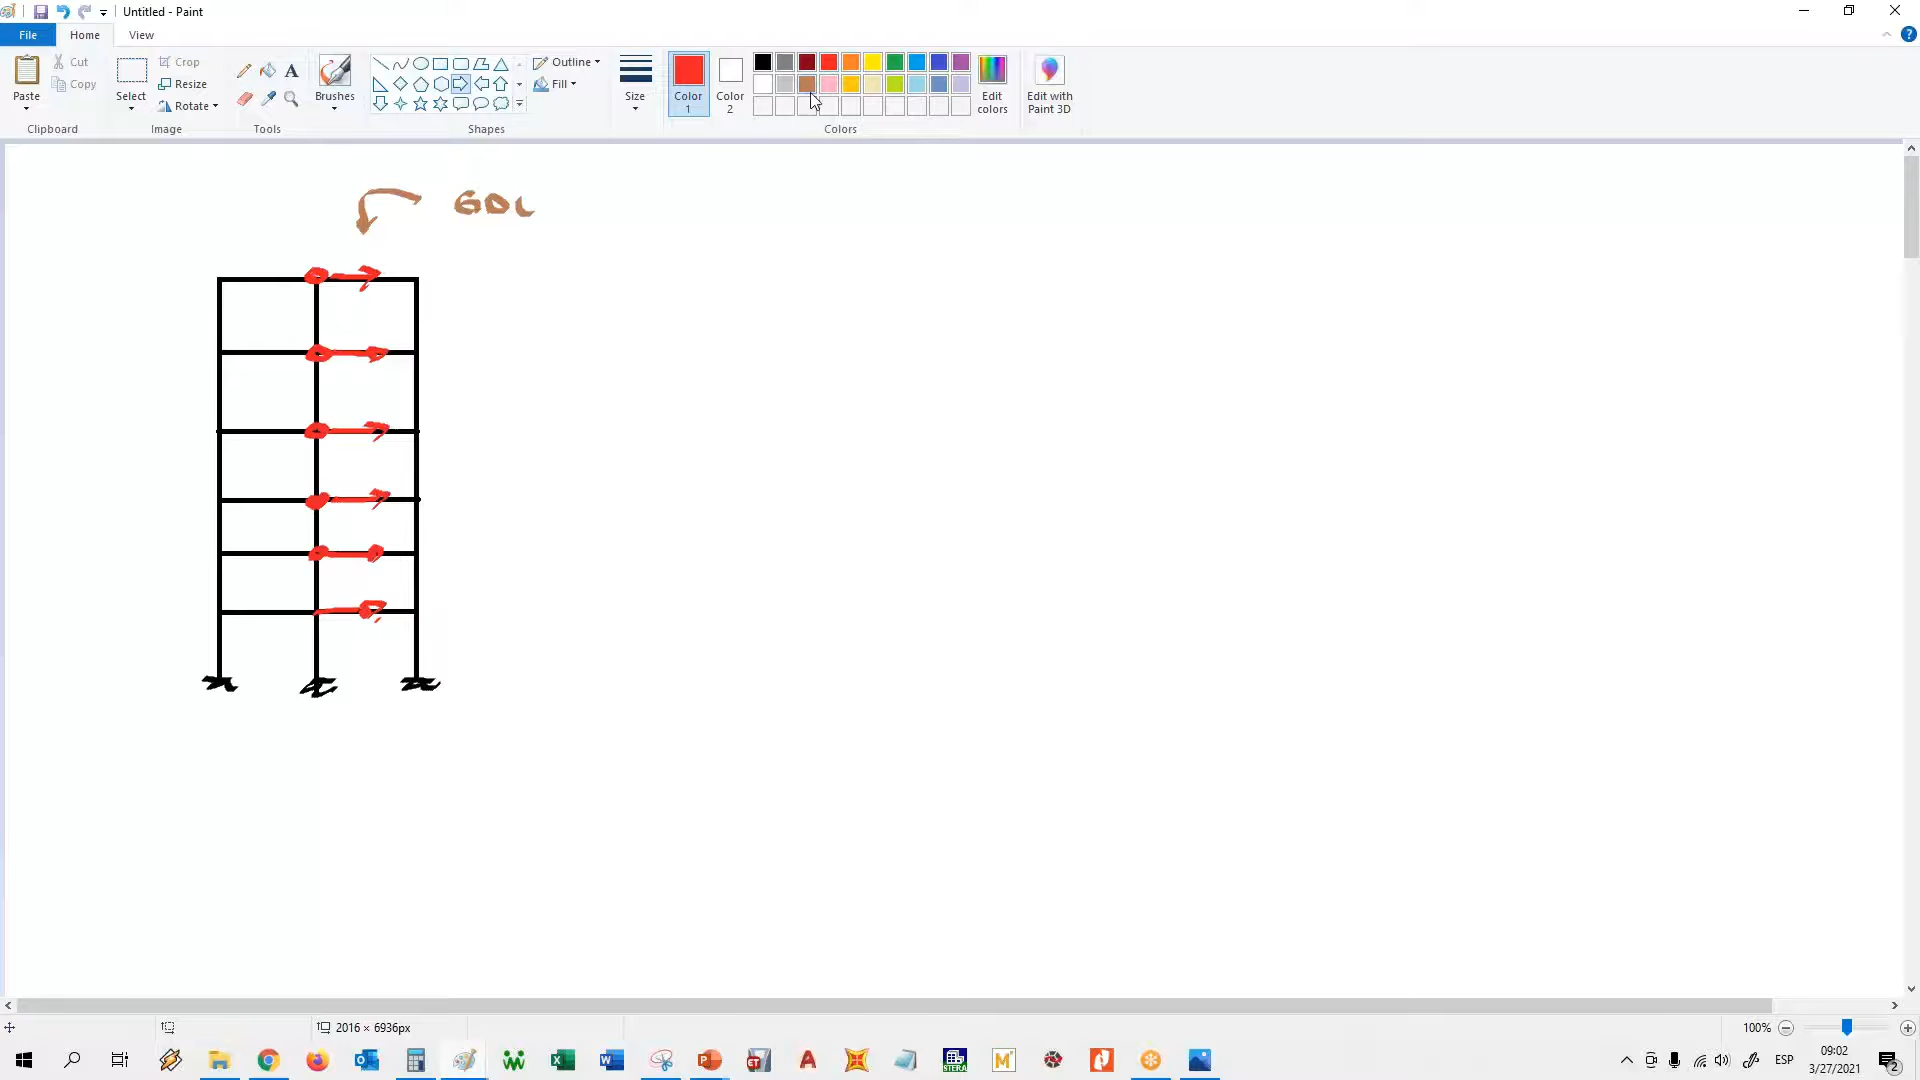 Untitled - Paint
File Home View
Paste
Cut
Copy
Clipboard
Select
Crop
Resize
Rotate
Image
Tools
Brushes
Outline
Fill
Shapes
Size
Color 1
Color 2
Colors
Edit colors
Edit with Paint 3D
GDL
2016 × 6936px
100%
STERA
ESP
09:02
3/27/2021
2